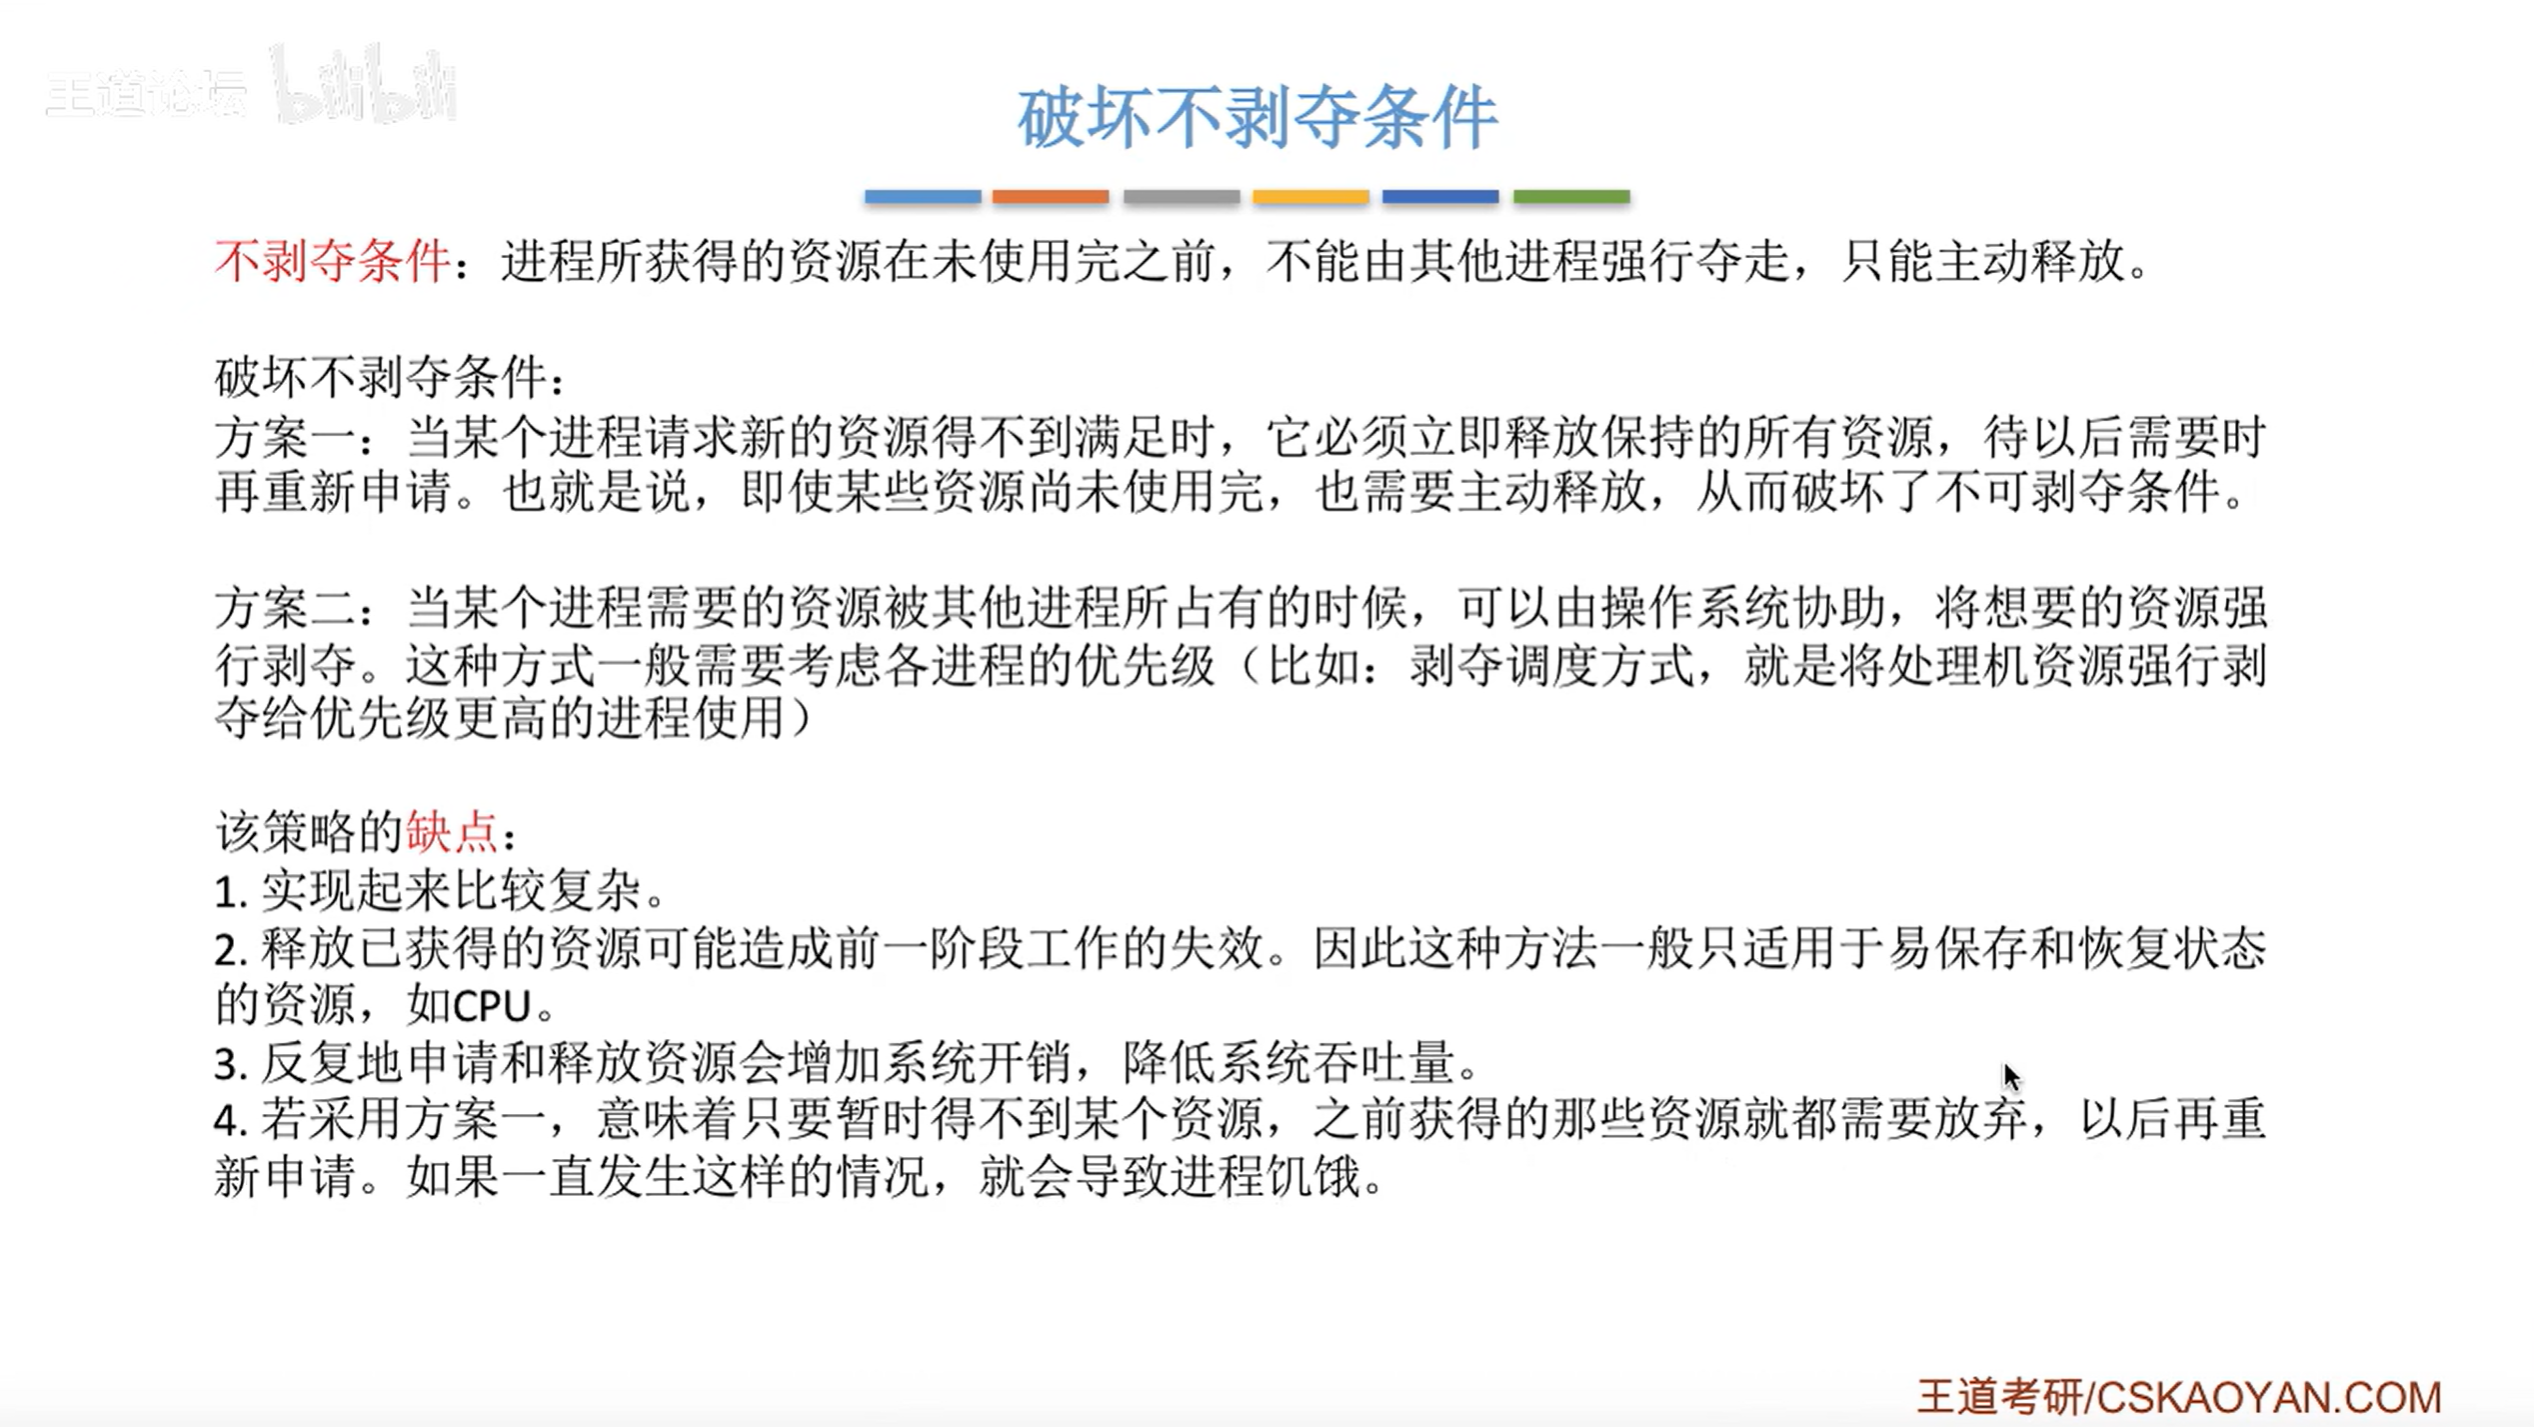 王道论坛 bilibili
破坏不剥夺条件
不剥夺条件：进程所获得的资源在未使用完之前，不能由其他进程强行夺走，只能主动释放。
破坏不剥夺条件：
方案一：当某个进程请求新的资源得不到满足时，它必须立即释放保持的所有资源，待以后需要时
再重新申请。也就是说，即使某些资源尚未使用完，也需要主动释放，从而破坏了不可剥夺条件。
方案二：当某个进程需要的资源被其他进程所占有的时候，可以由操作系统协助，将想要的资源强
行剥夺。这种方式一般需要考虑各进程的优先级（比如：剥夺调度方式，就是将处理机资源强行剥
夺给优先级更高的进程使用）
该策略的缺点：
1. 实现起来比较复杂。
2. 释放已获得的资源可能造成前一阶段工作的失效。因此这种方法一般只适用于易保存和恢复状态
的资源，如CPU。
3. 反复地申请和释放资源会增加系统开销，降低系统吞吐量。
4. 若采用方案一，意味着只要暂时得不到某个资源，之前获得的那些资源就都需要放弃，以后再重
新申请。如果一直发生这样的情况，就会导致进程饥饿。
王道考研/CSKAOYAN.COM